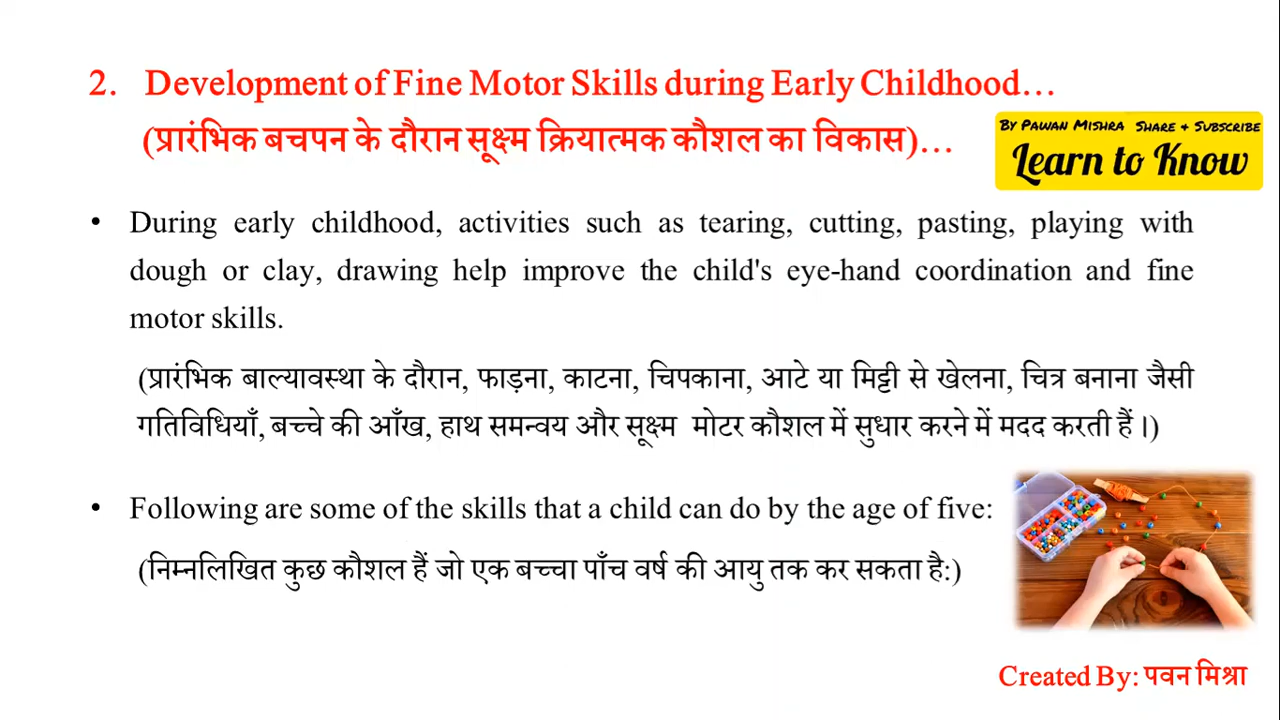 2. Development of Fine Motor Skills during Early Childhood…
(प्रारंभिक बचपन के दौरान सूक्ष्म क्रियात्मक कौशल का विकास)…
By Pawan Mishra Share & Subscribe
Learn to Know
• During early childhood, activities such as tearing, cutting, pasting, playing with
dough or clay, drawing help improve the child's eye-hand coordination and fine
motor skills.
(प्रारंभिक बाल्यावस्था के दौरान, फाड़ना, काटना, चिपकाना, आटे या मिट्टी से खेलना, चित्र बनाना जैसी
गतिविधियाँ, बच्चे की आँख, हाथ समन्वय और सूक्ष्म मोटर कौशल में सुधार करने में मदद करती हैं।)
• Following are some of the skills that a child can do by the age of five:
(निम्नलिखित कुछ कौशल हैं जो एक बच्चा पाँच वर्ष की आयु तक कर सकता है:)
Created By: पवन मिश्रा